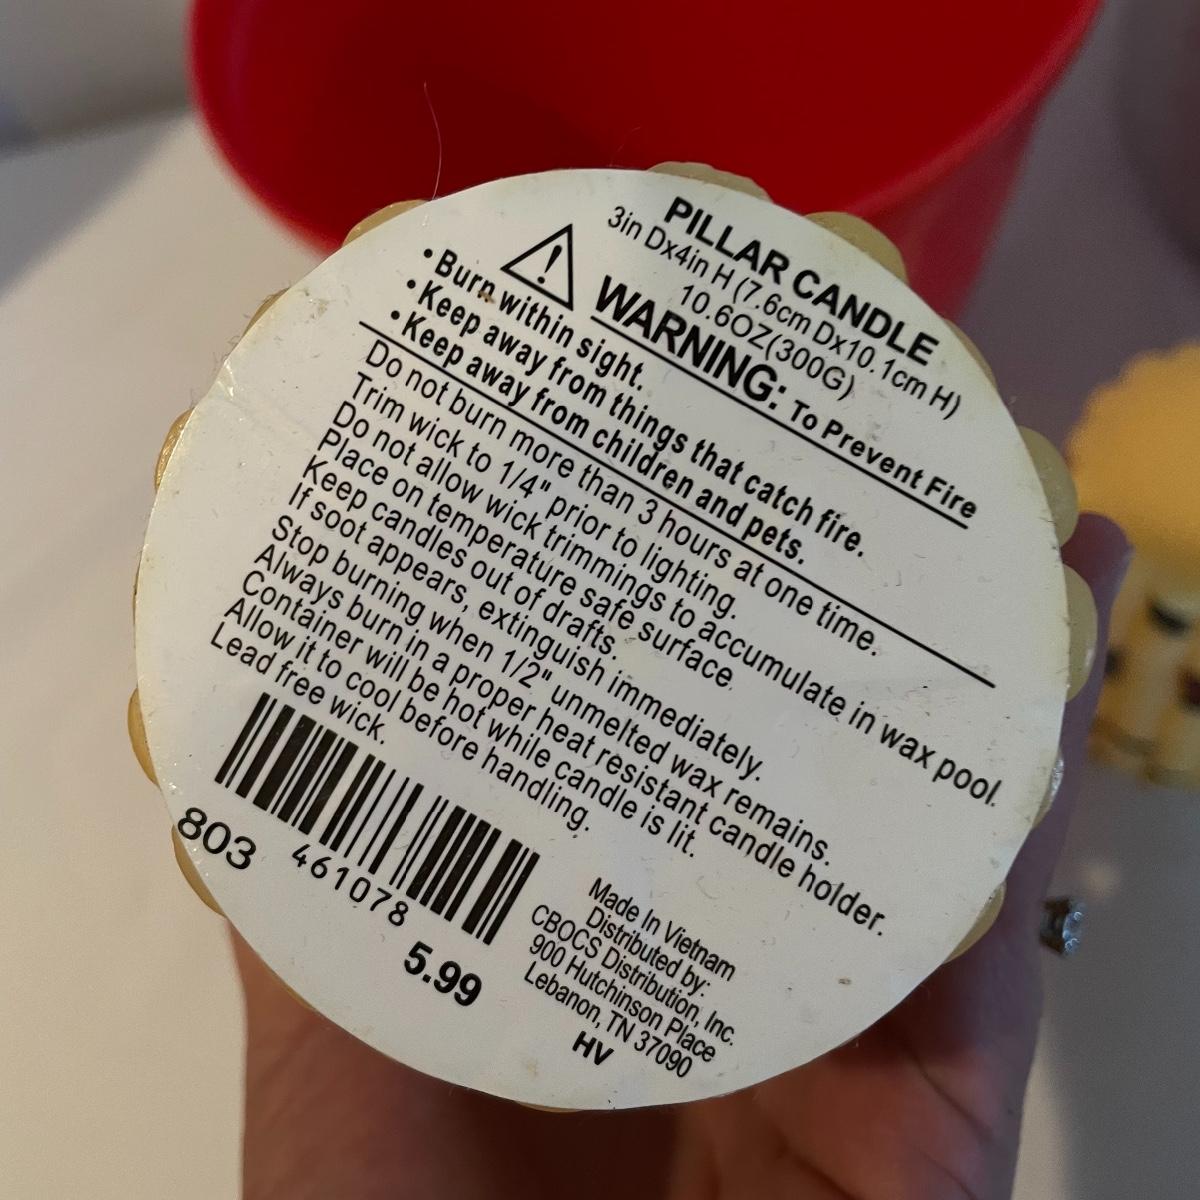 PILLAR CANDLE
3in Dx4in H (7.6cm Dx10.1cm H)
10.6OZ(300G)
WARNING: To Prevent Fire
•Burn within sight.
•Keep away from things that catch fire.
•Keep away from children and pets.
Do not burn more than 3 hours at one time.
Trim wick to 1/4" prior to lighting.
Do not allow wick trimmings to accumulate in wax pool.
Place on temperature safe surface.
Keep candles out of drafts.
If soot appears, extinguish immediately.
Stop burning when 1/2" unmelted wax remains.
Always burn in a proper heat resistant candle holder.
Container will be hot while candle is lit.
Allow it to cool before handling.
Lead free wick.
803 461078
5.99
Made In Vietnam
Distributed by:
CBOCS Distribution, Inc.
900 Hutchinson Place
Lebanon, TN 37090
HV